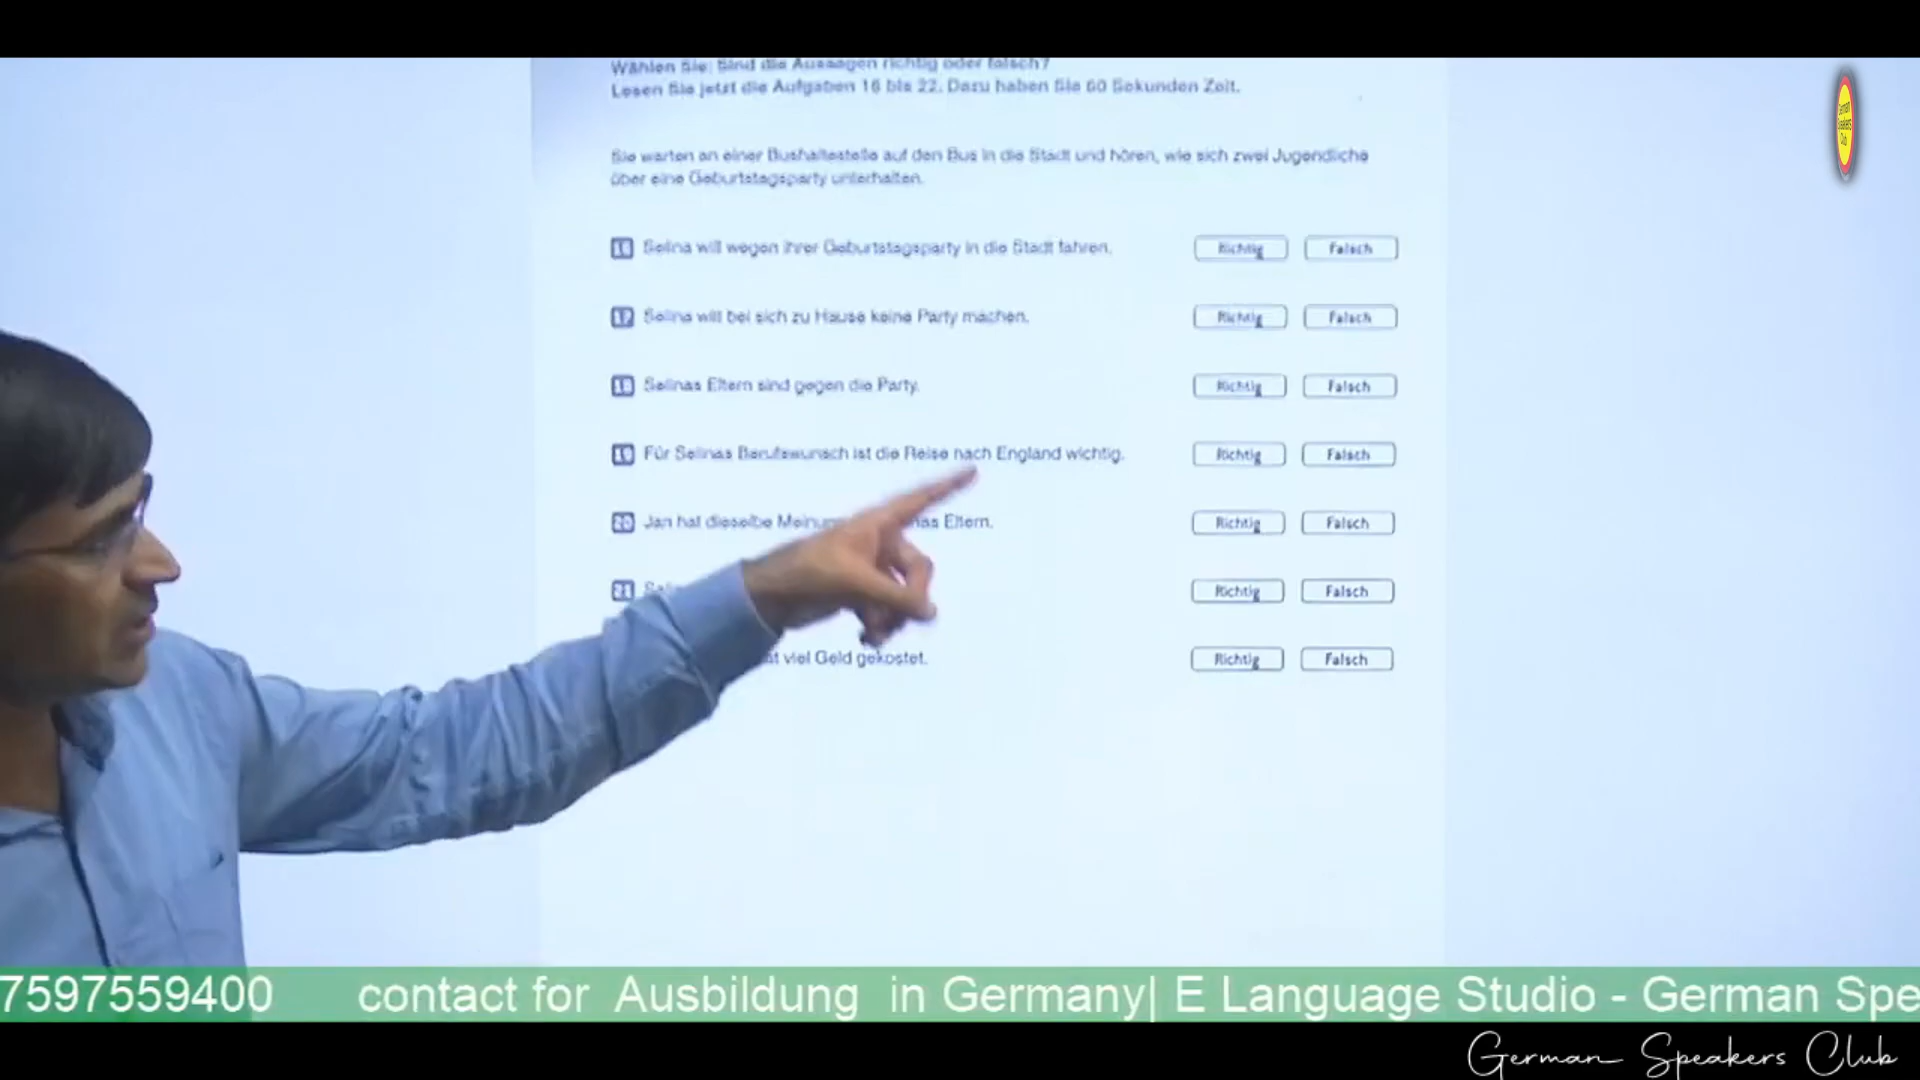 Wählen Sie: Sind die Aussagen richtig oder falsch?
Lesen Sie jetzt die Aufgaben 16 bis 22. Dazu haben Sie 60 Sekunden Zeit.
Sie warten an einer Bushaltestelle auf den Bus in die Stadt und hören, wie sich zwei Jugendliche
über eine Geburtstagsparty unterhalten.
Selina will wegen ihrer Geburtstagsparty in die Stadt fahren. Richtig Falsch
17 Selina will bei sich zu Hause keine Party machen. Richtig Falsch
18 Selinas Eltern sind gegen die Party. Richtig Falsch
19 Für Selinas Berufswunsch ist die Reise nach England wichtig. Richtig Falsch
20 Jan hat dieselbe Meinung Eltern. Richtig Falsch
21 Richtig Falsch
viel Geld gekostet. Richtig Falsch
German Speakers Club
7597559400 contact for Ausbildung in Germany| E Language Studio - German Spe
German Speakers Club